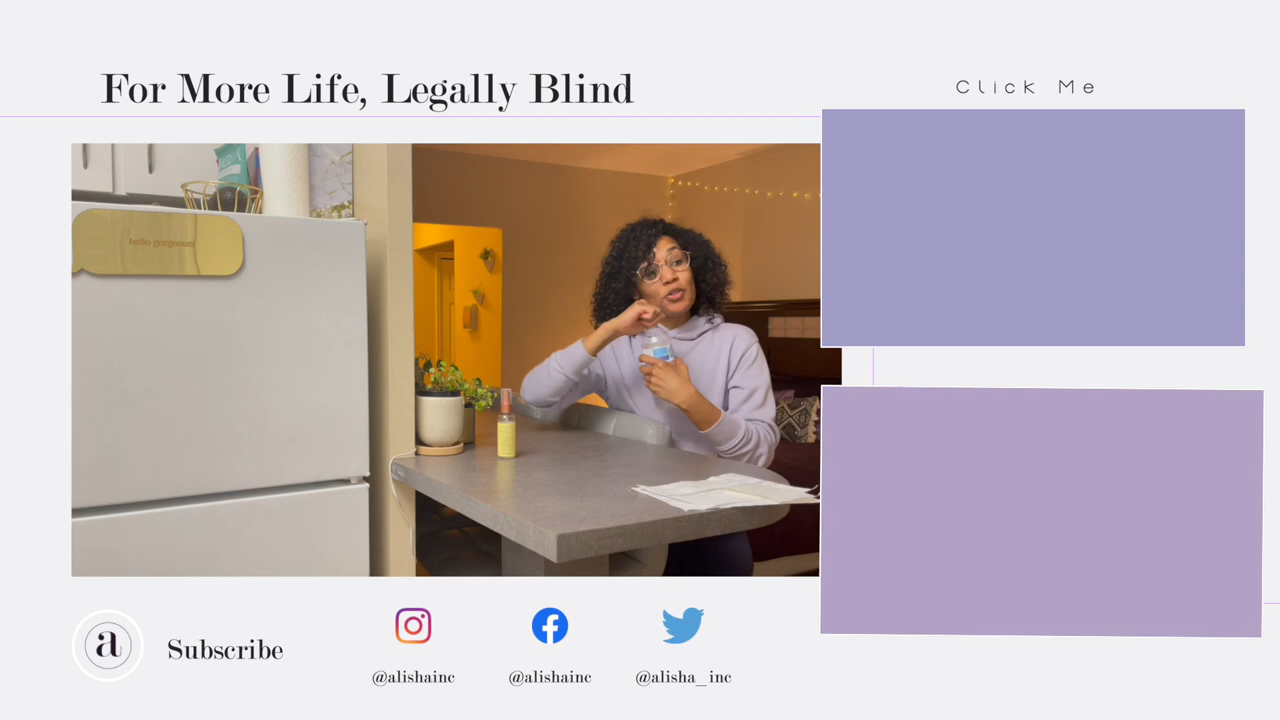 For More Life, Legally Blind
Click Me
hello gorgeous
a
Subscribe
@alishainc
@alishainc
@alisha_inc